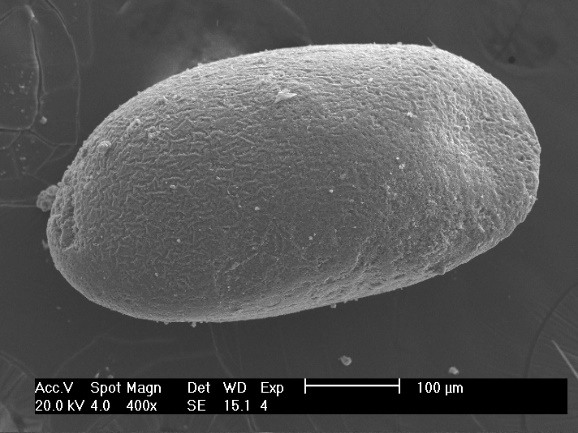 Acc.V Spot Magn Det WD Exp 100 µm
20.0 kV 4.0 400x SE 15.1 4